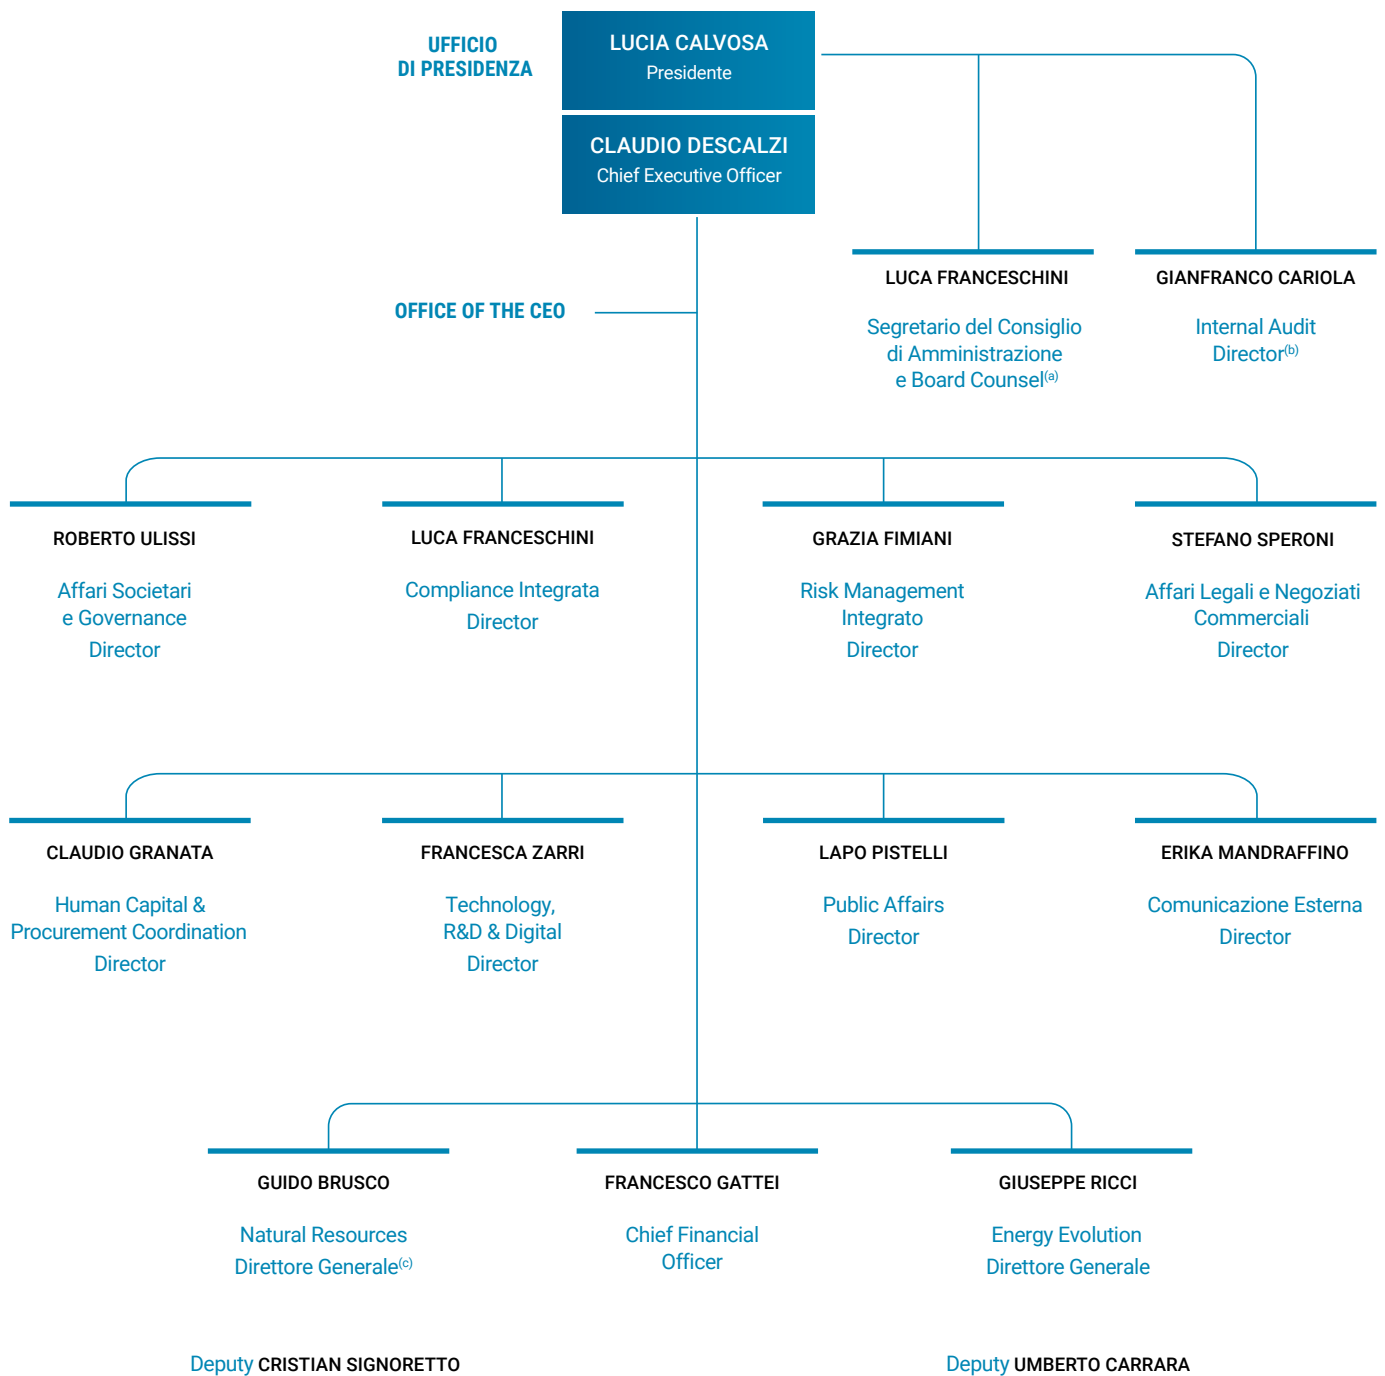 UFFICIO
DI PRESIDENZA
LUCIA CALVOSA
Presidente
CLAUDIO DESCALZI
Chief Executive Officer
OFFICE OF THE CEO
LUCA FRANCESCHINI
Segretario del Consiglio
di Amministrazione
e Board Counsel(a)
GIANFRANCO CARIOLA
Internal Audit
Director(b)
ROBERTO ULISSI
Affari Societari
e Governance
Director
LUCA FRANCESCHINI
Compliance Integrata
Director
GRAZIA FIMIANI
Risk Management
Integrato
Director
STEFANO SPERONI
Affari Legali e Negoziati
Commerciali
Director
CLAUDIO GRANATA
Human Capital &
Procurement Coordination
Director
FRANCESCA ZARRI
Technology,
R&D & Digital
Director
LAPO PISTELLI
Public Affairs
Director
ERIKA MANDRAFFINO
Comunicazione Esterna
Director
GUIDO BRUSCO
Natural Resources
Direttore Generale(c)
FRANCESCO GATTEI
Chief Financial
Officer
GIUSEPPE RICCI
Energy Evolution
Direttore Generale
Deputy CRISTIAN SIGNORETTO
Deputy UMBERTO CARRARA